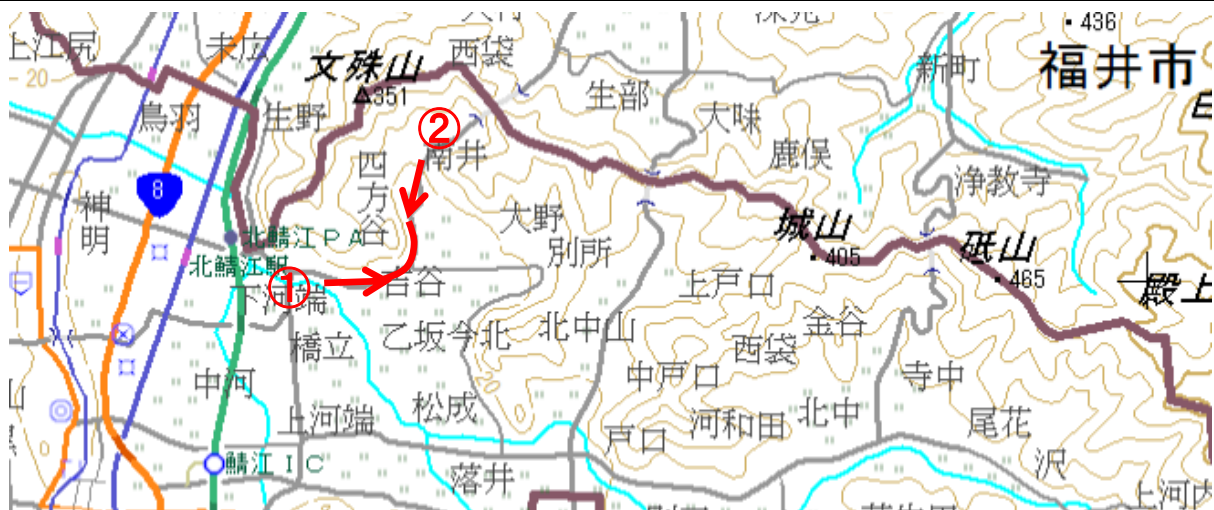 上江尻
末広
西袋
436
文殊山
351
20
鳥羽
生野
生部
大味
新町
福井市
②
南井
四方谷
鹿俣
浄教寺
8
神明
大野
別所
城山
405
砥山
465
殿上
北鯖江PA
北鯖江駅
①
下河端
吉谷
上戸口
金谷
橋立
乙坂今北
北中山
西袋
中河
20
中戸口
寺中
上河端
松成
戸口
河和田
北中
尾花
鯖江IC
落井
沢
上河内